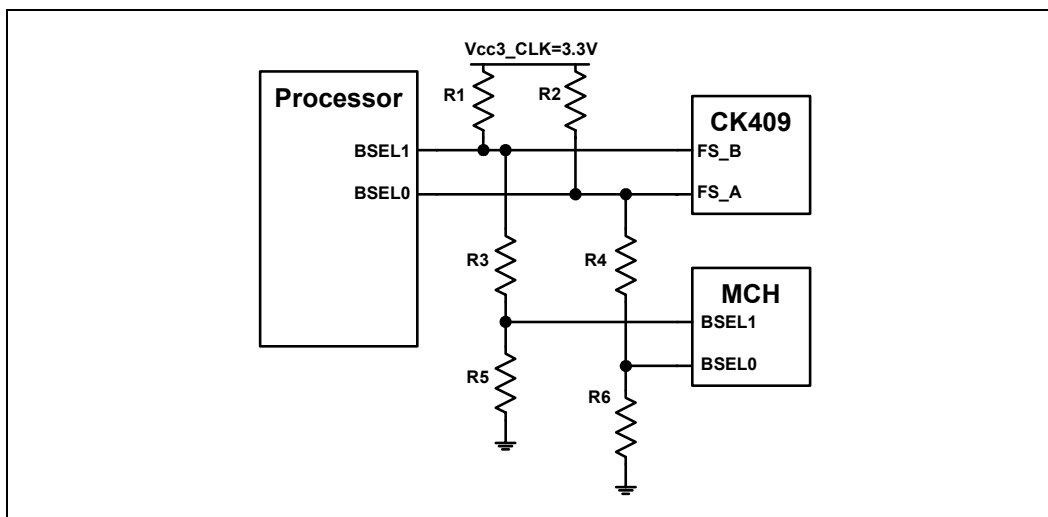 Vcc3_CLK=3.3V
Processor
R1
R2
CK409
BSEL1
FS_B
BSEL0
FS_A
R3
R4
MCH
BSEL1
R5
BSEL0
R6